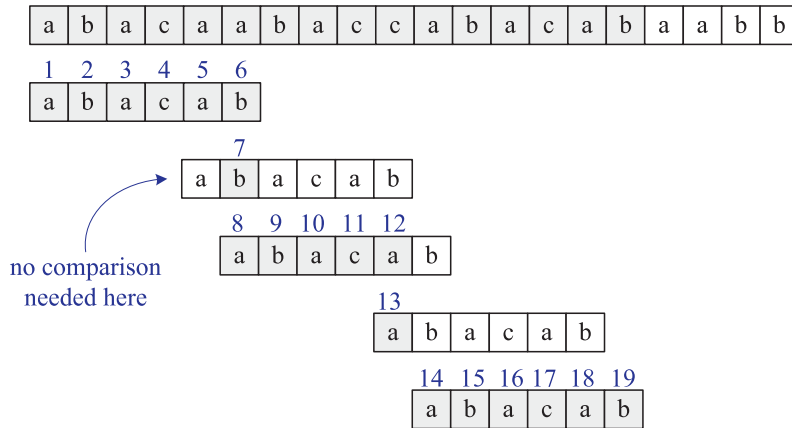 a b a c a a b a c c a b a c a b a a b b
1 2 3 4 5 6
a b a c a b
7
a b a c a b
8 9 10 11 12
a b a c a b
no comparison
needed here
13
a b a c a b
14 15 16 17 18 19
a b a c a b